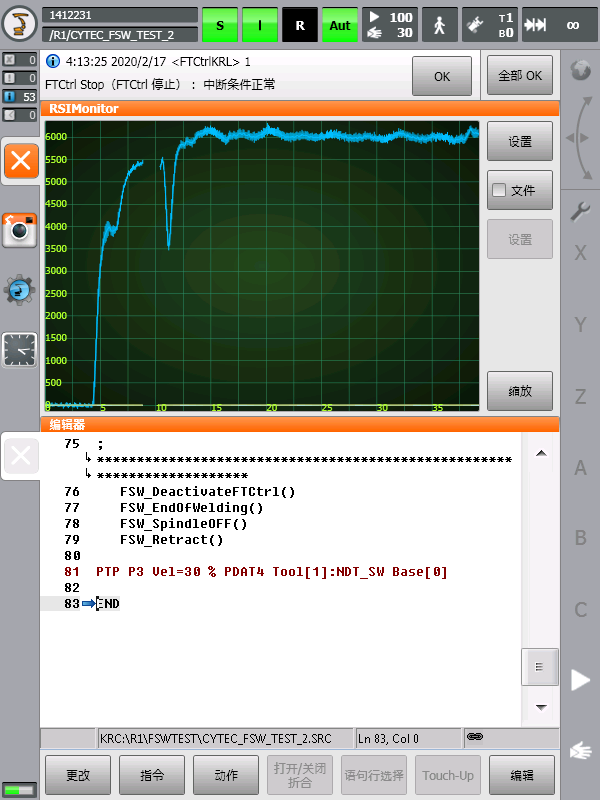 1412231
/R1/CYTEC_FSW_TEST_2
S
I
R
Aut
100
30
T1
B0
∞
0
0
53
0
4:13:25 2020/2/17 <FTCtrlKRL> 1
FTCtrl Stop（FTCtrl 停止）： 中断条件正常
OK
全部 OK
RSIMonitor
6000
5500
5000
4500
4000
3500
3000
2500
2000
1500
1000
500
0
5
10
15
20
25
30
35
设置
文件
设置
缩放
X
Y
Z
A
B
C
编辑器
75 ;
****************************************************
*******************
76 FSW_DeactivateFTCtrl()
77 FSW_EndOfWelding()
78 FSW_SpindleOFF()
79 FSW_Retract()
80
81 PTP P3 Vel=30 % PDAT4 Tool[1]:NDT_SW Base[0]
82
83 END
KRC:\R1\FSWTEST\CYTEC_FSW_TEST_2.SRC
Ln 83, Col 0
更改
指令
动作
打开/关闭
折合
语句行选择
Touch-Up
编辑